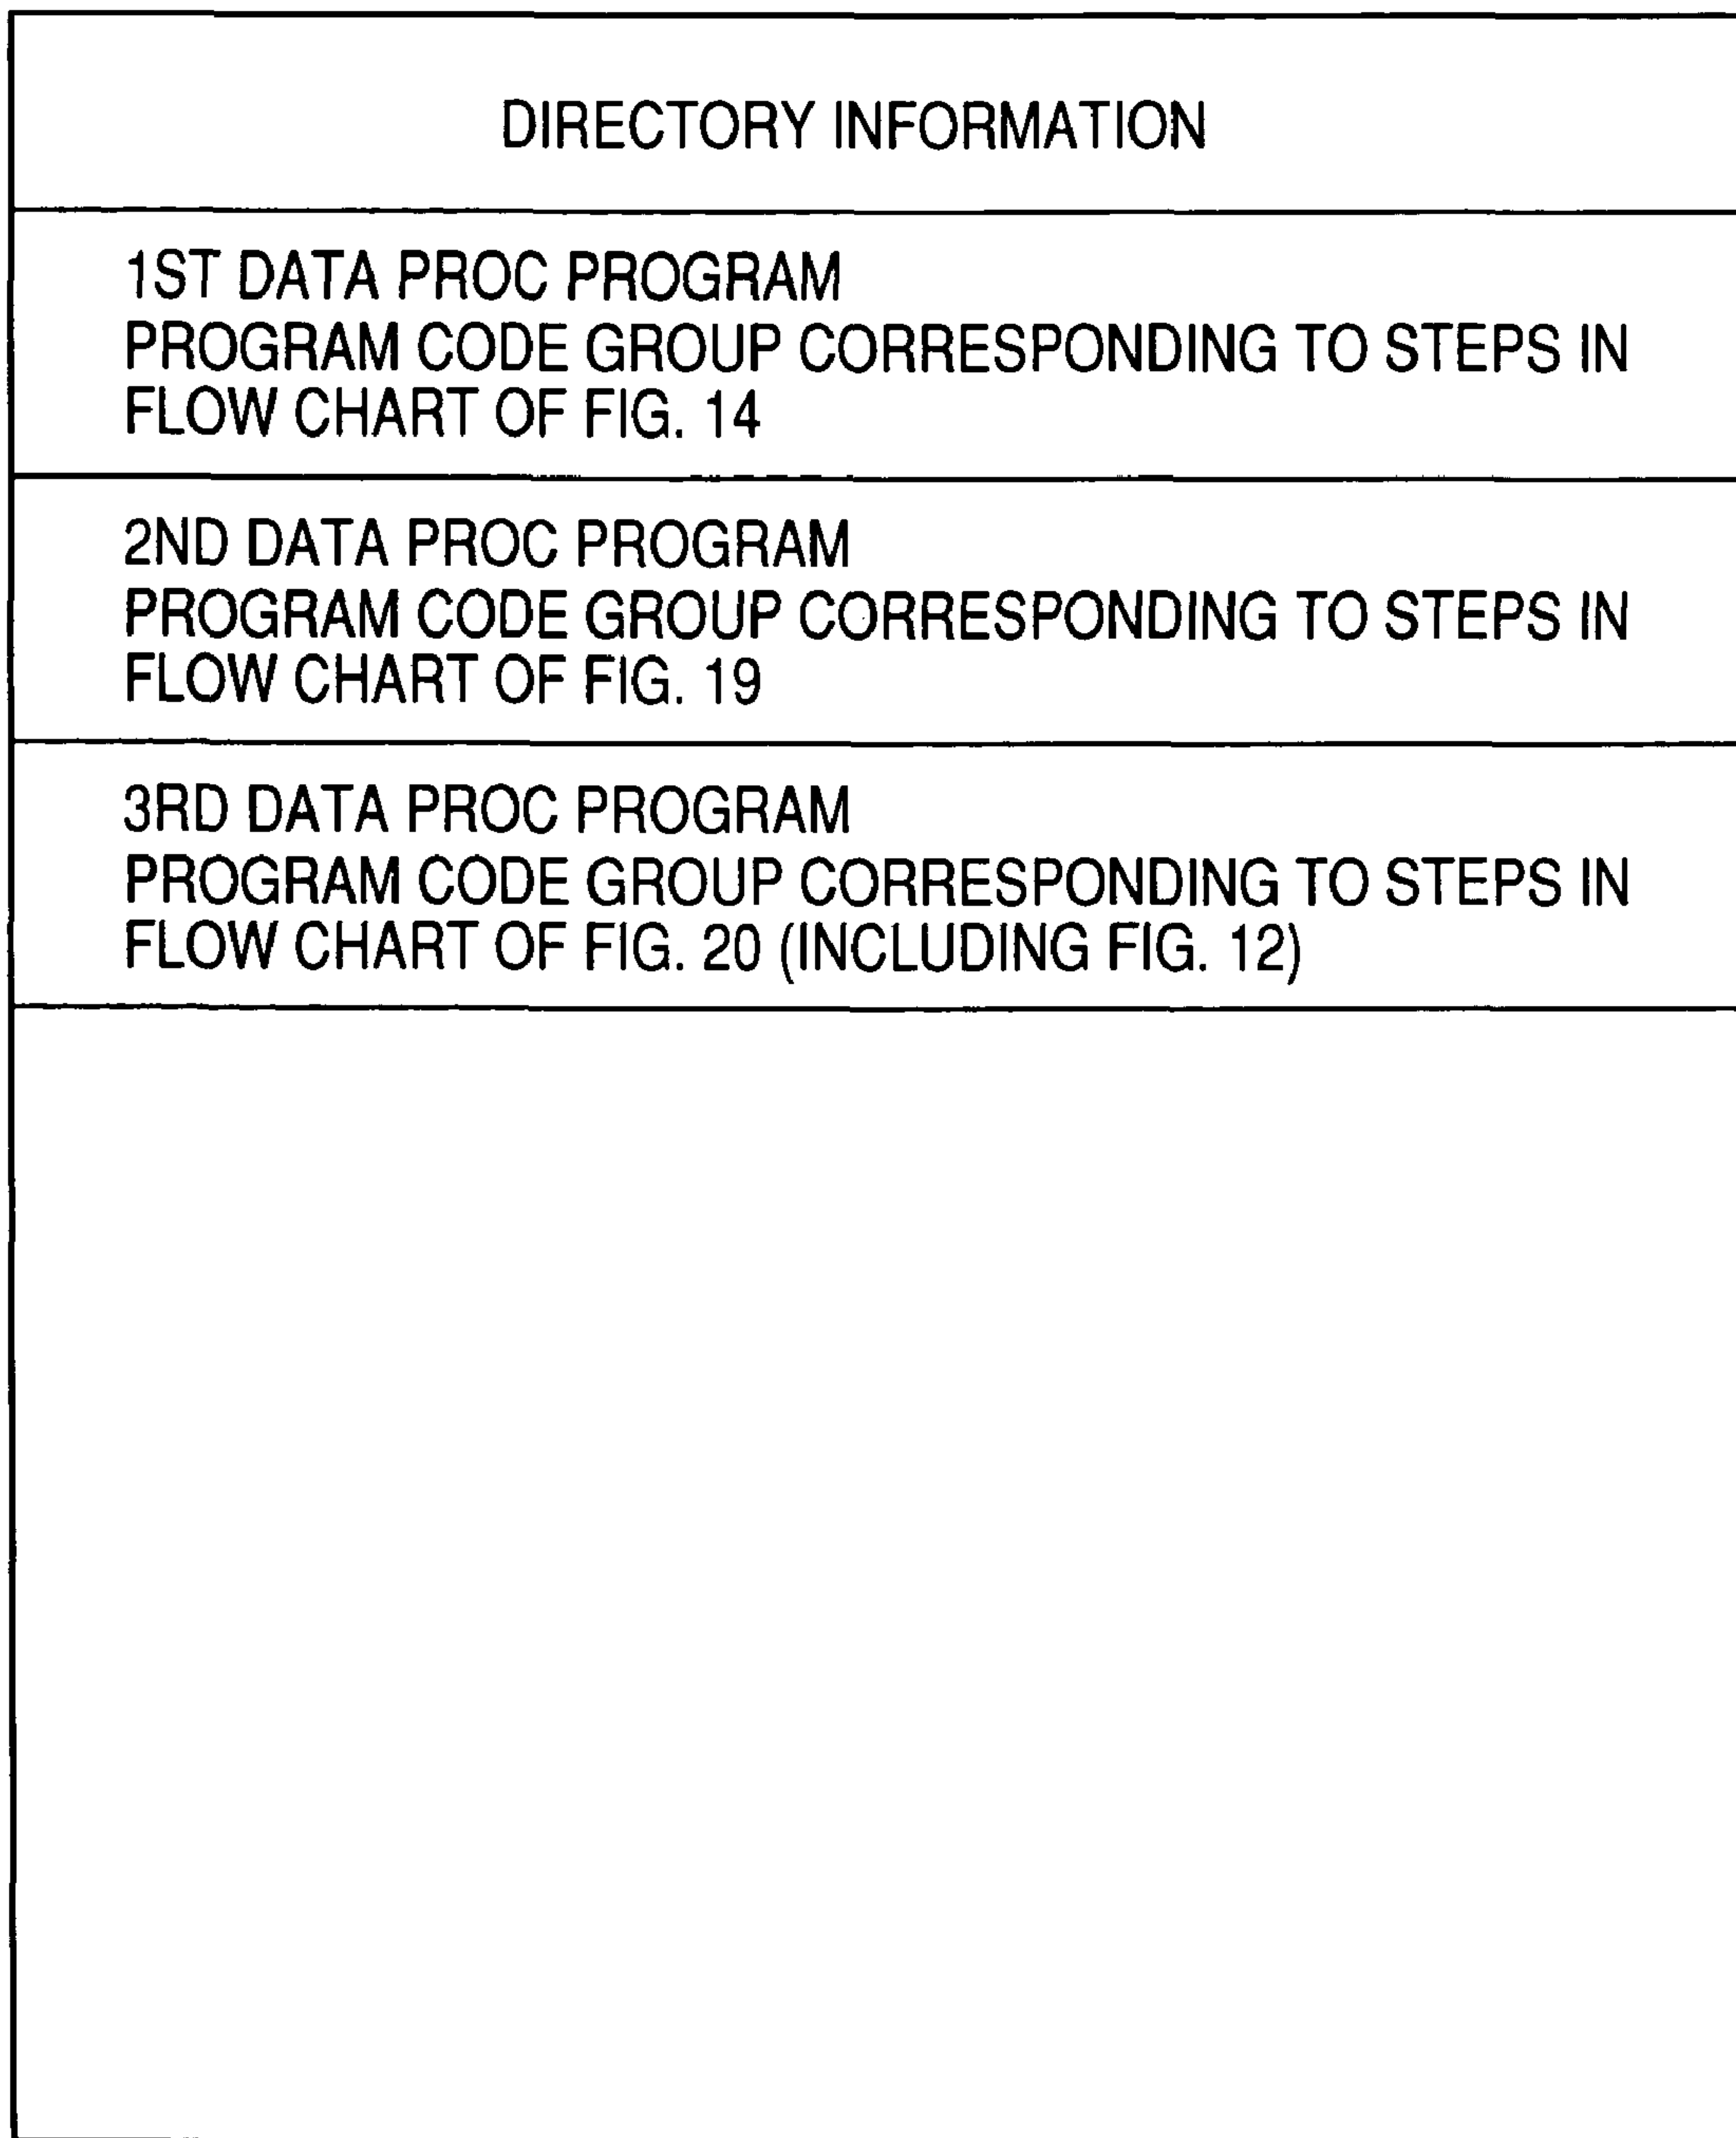 DIRECTORY INFORMATION
1ST DATA PROC PROGRAM
PROGRAM CODE GROUP CORRESPONDING TO STEPS IN
FLOW CHART OF FIG. 14
2ND DATA PROC PROGRAM
PROGRAM CODE GROUP CORRESPONDING TO STEPS IN
FLOW CHART OF FIG. 19
3RD DATA PROC PROGRAM
PROGRAM CODE GROUP CORRESPONDING TO STEPS IN
FLOW CHART OF FIG. 20 (INCLUDING FIG. 12)